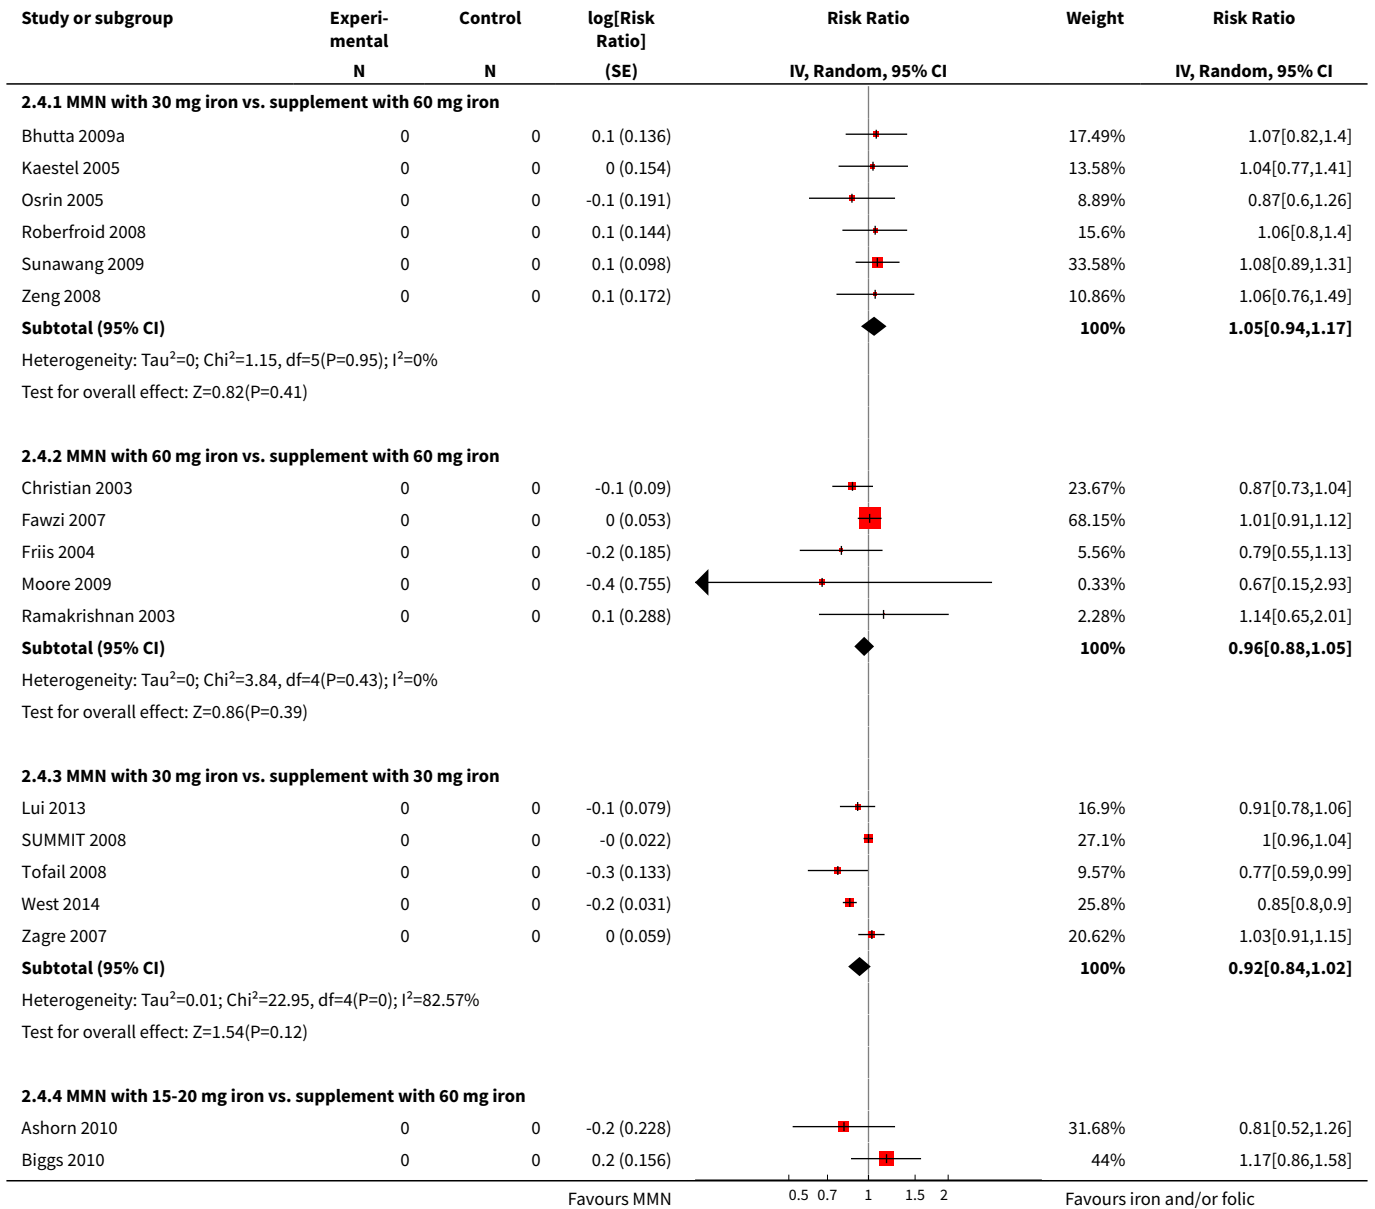 Study or subgroup Experi- Control log[Risk Risk Ratio Weight Risk Ratio
mental Ratio]
N N (SE) IV, Random, 95% CI IV, Random, 95% CI
2.4.1 MMN with 30 mg iron vs. supplement with 60 mg iron
Bhutta 2009a 0 0 0.1 (0.136) 17.49% 1.07[0.82,1.4]
Kaestel 2005 0 0 0 (0.154) 13.58% 1.04[0.77,1.41]
Osrin 2005 0 0 -0.1 (0.191) 8.89% 0.87[0.6,1.26]
Roberfroid 2008 0 0 0.1 (0.144) 15.6% 1.06[0.8,1.4]
Sunawang 2009 0 0 0.1 (0.098) 33.58% 1.08[0.89,1.31]
Zeng 2008 0 0 0.1 (0.172) 10.86% 1.06[0.76,1.49]
Subtotal (95% CI) 100% 1.05[0.94,1.17]
Heterogeneity: Tau²=0; Chi²=1.15, df=5(P=0.95); I²=0%
Test for overall effect: Z=0.82(P=0.41)
2.4.2 MMN with 60 mg iron vs. supplement with 60 mg iron
Christian 2003 0 0 -0.1 (0.09) 23.67% 0.87[0.73,1.04]
Fawzi 2007 0 0 0 (0.053) 68.15% 1.01[0.91,1.12]
Friis 2004 0 0 -0.2 (0.185) 5.56% 0.79[0.55,1.13]
Moore 2009 0 0 -0.4 (0.755) 0.33% 0.67[0.15,2.93]
Ramakrishnan 2003 0 0 0.1 (0.288) 2.28% 1.14[0.65,2.01]
Subtotal (95% CI) 100% 0.96[0.88,1.05]
Heterogeneity: Tau²=0; Chi²=3.84, df=4(P=0.43); I²=0%
Test for overall effect: Z=0.86(P=0.39)
2.4.3 MMN with 30 mg iron vs. supplement with 30 mg iron
Lui 2013 0 0 -0.1 (0.079) 16.9% 0.91[0.78,1.06]
SUMMIT 2008 0 0 -0 (0.022) 27.1% 1[0.96,1.04]
Tofail 2008 0 0 -0.3 (0.133) 9.57% 0.77[0.59,0.99]
West 2014 0 0 -0.2 (0.031) 25.8% 0.85[0.8,0.9]
Zagre 2007 0 0 0 (0.059) 20.62% 1.03[0.91,1.15]
Subtotal (95% CI) 100% 0.92[0.84,1.02]
Heterogeneity: Tau²=0.01; Chi²=22.95, df=4(P=0); I²=82.57%
Test for overall effect: Z=1.54(P=0.12)
2.4.4 MMN with 15-20 mg iron vs. supplement with 60 mg iron
Ashorn 2010 0 0 -0.2 (0.228) 31.68% 0.81[0.52,1.26]
Biggs 2010 0 0 0.2 (0.156) 44% 1.17[0.86,1.58]
Favours MMN 0.5 0.7 1 1.5 2 Favours iron and/or folic